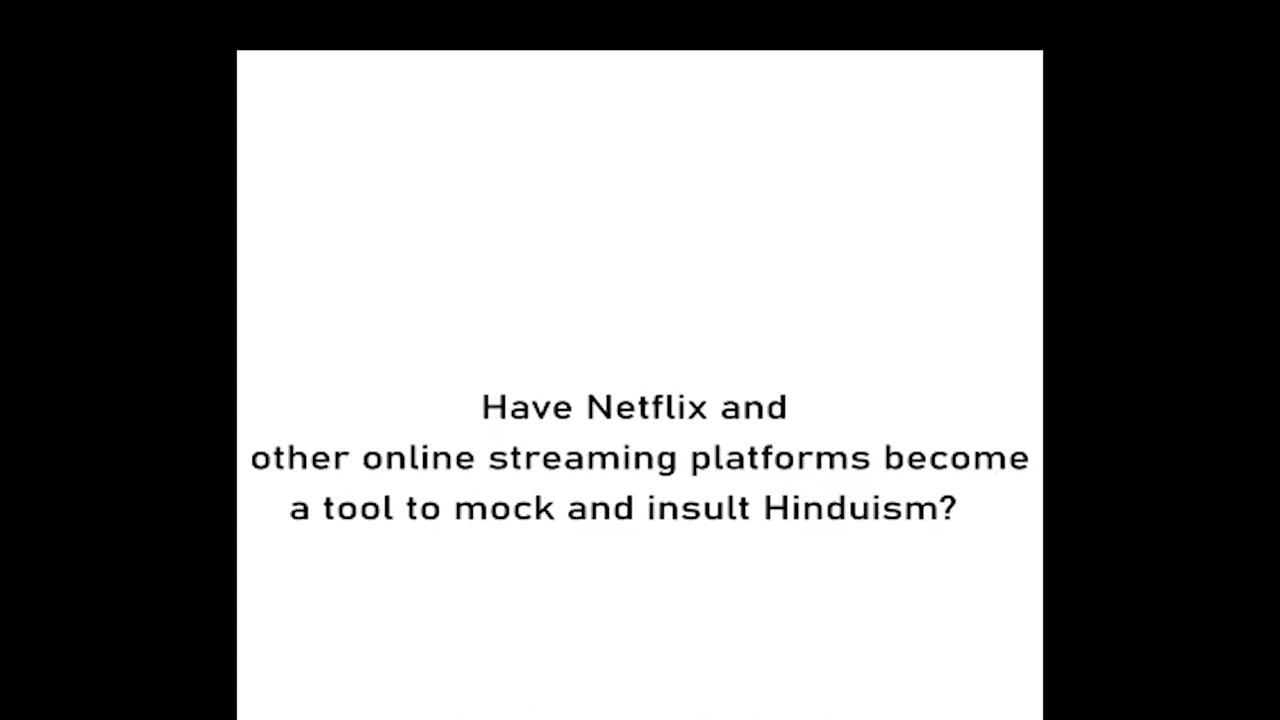 Have Netflix and
other online streaming platforms become
a tool to mock and insult Hinduism?